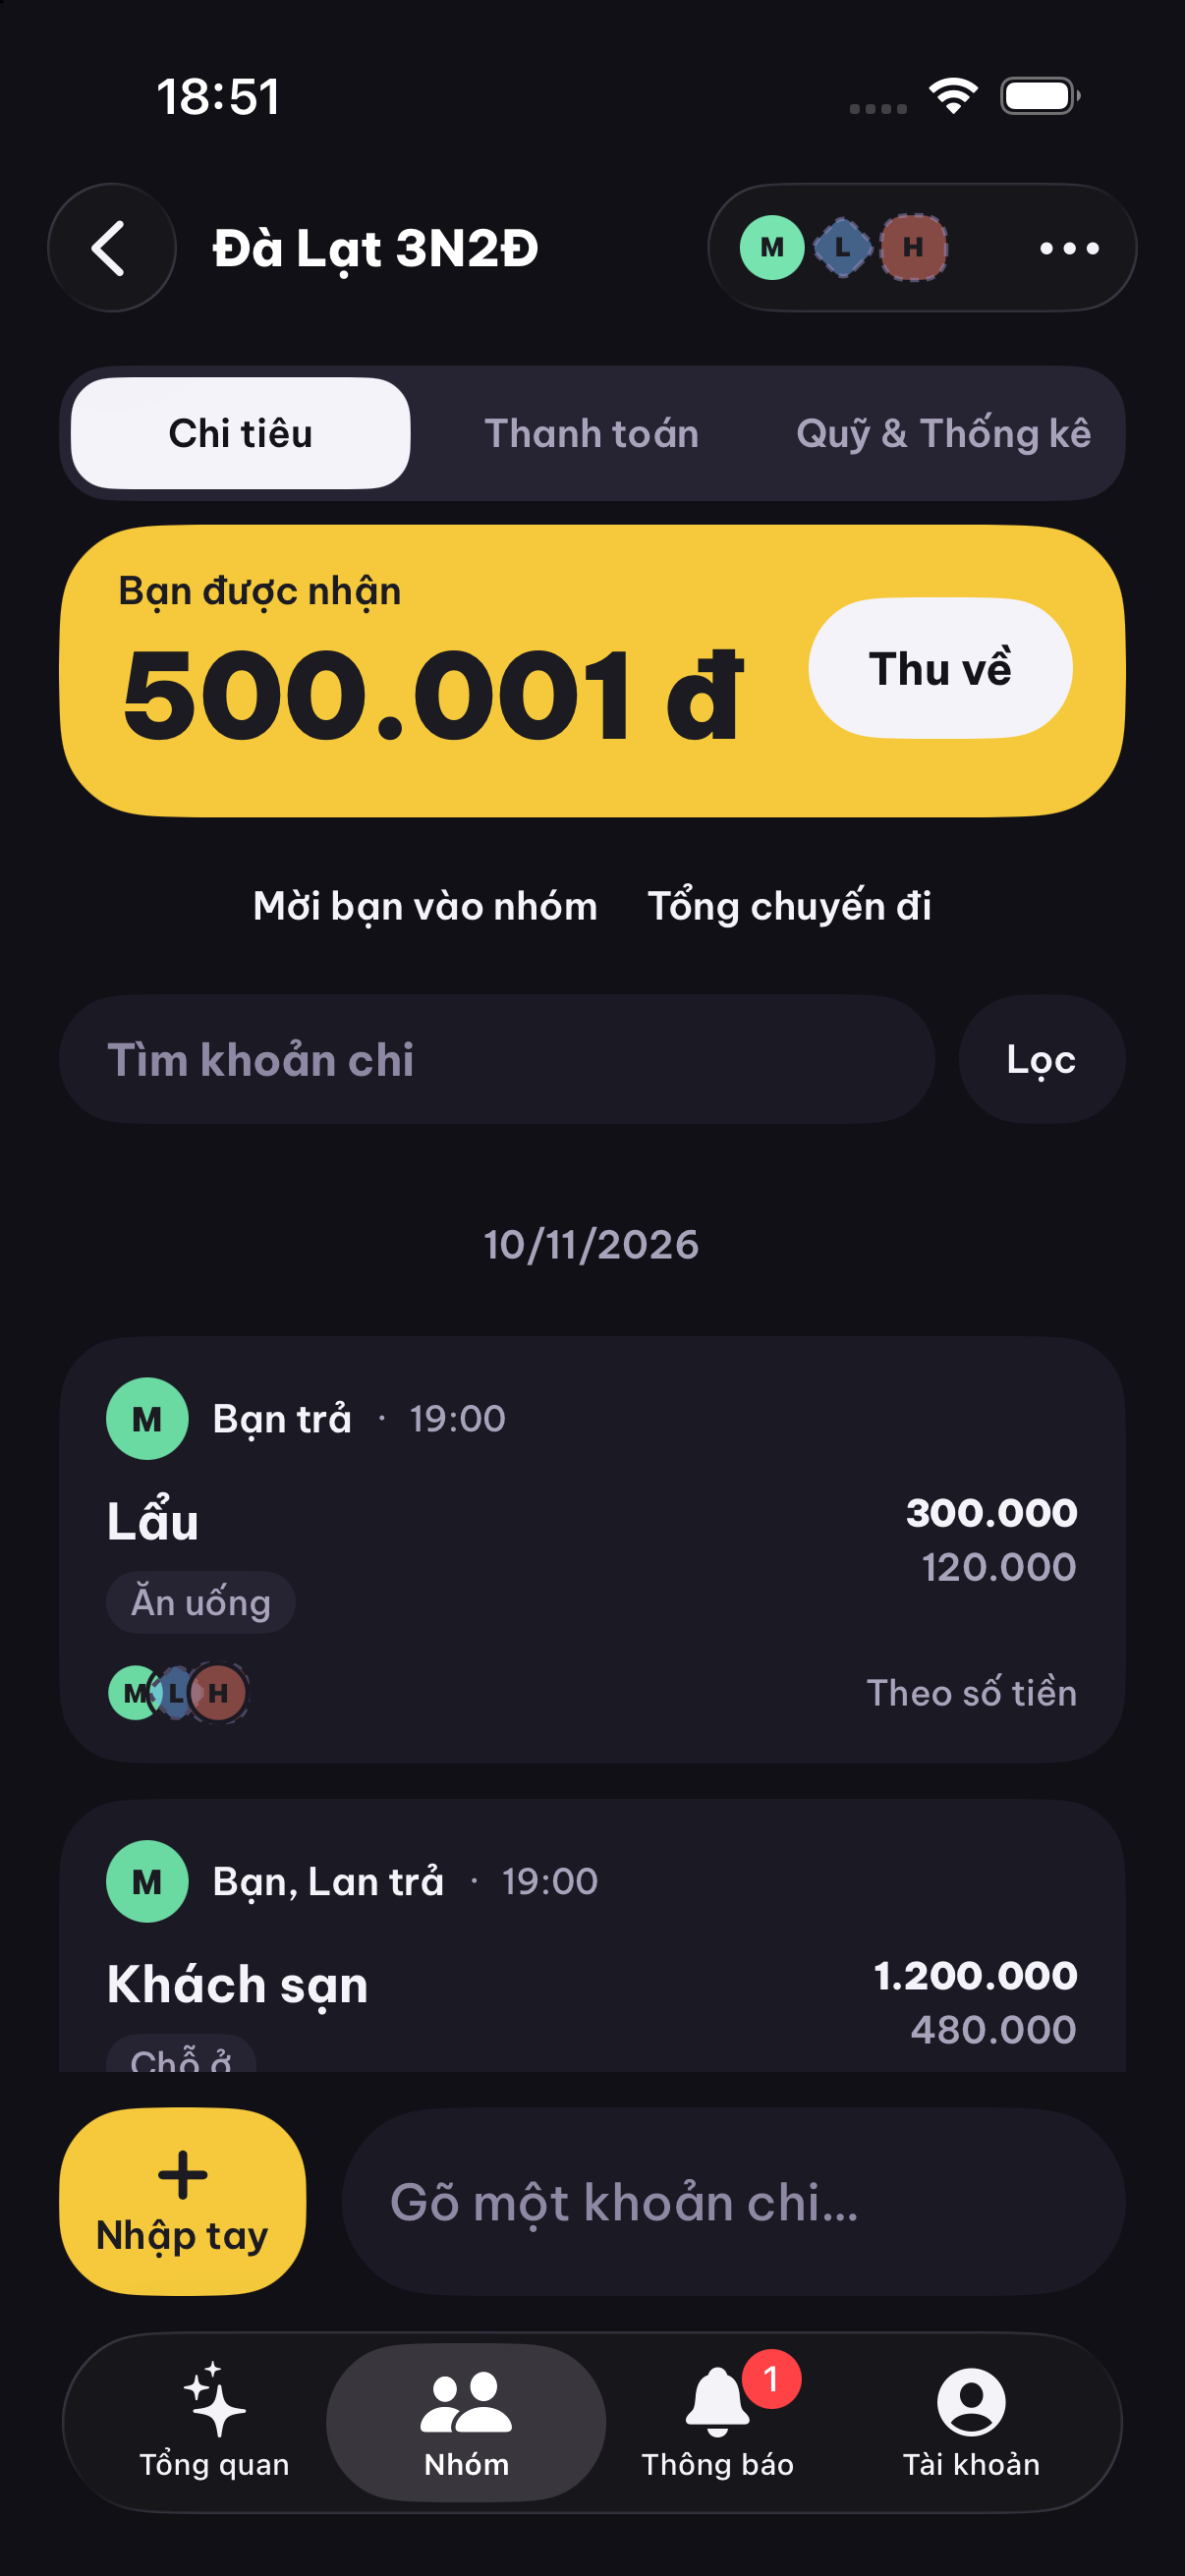 18:51
Đà Lạt 3N2Đ
M L H
Chi tiêu
Thanh toán
Quỹ & Thống kê
Bạn được nhận
500.001 đ
Thu về
Mời bạn vào nhóm
Tổng chuyến đi
Tìm khoản chi
Lọc
10/11/2026
M
Bạn trả · 19:00
Lẩu
300.000
120.000
Ăn uống
M L H
Theo số tiền
M
Bạn, Lan trả · 19:00
Khách sạn
1.200.000
480.000
Chỗ ở
Nhập tay
Gõ một khoản chi...
1
Tổng quan
Nhóm
Thông báo
Tài khoản